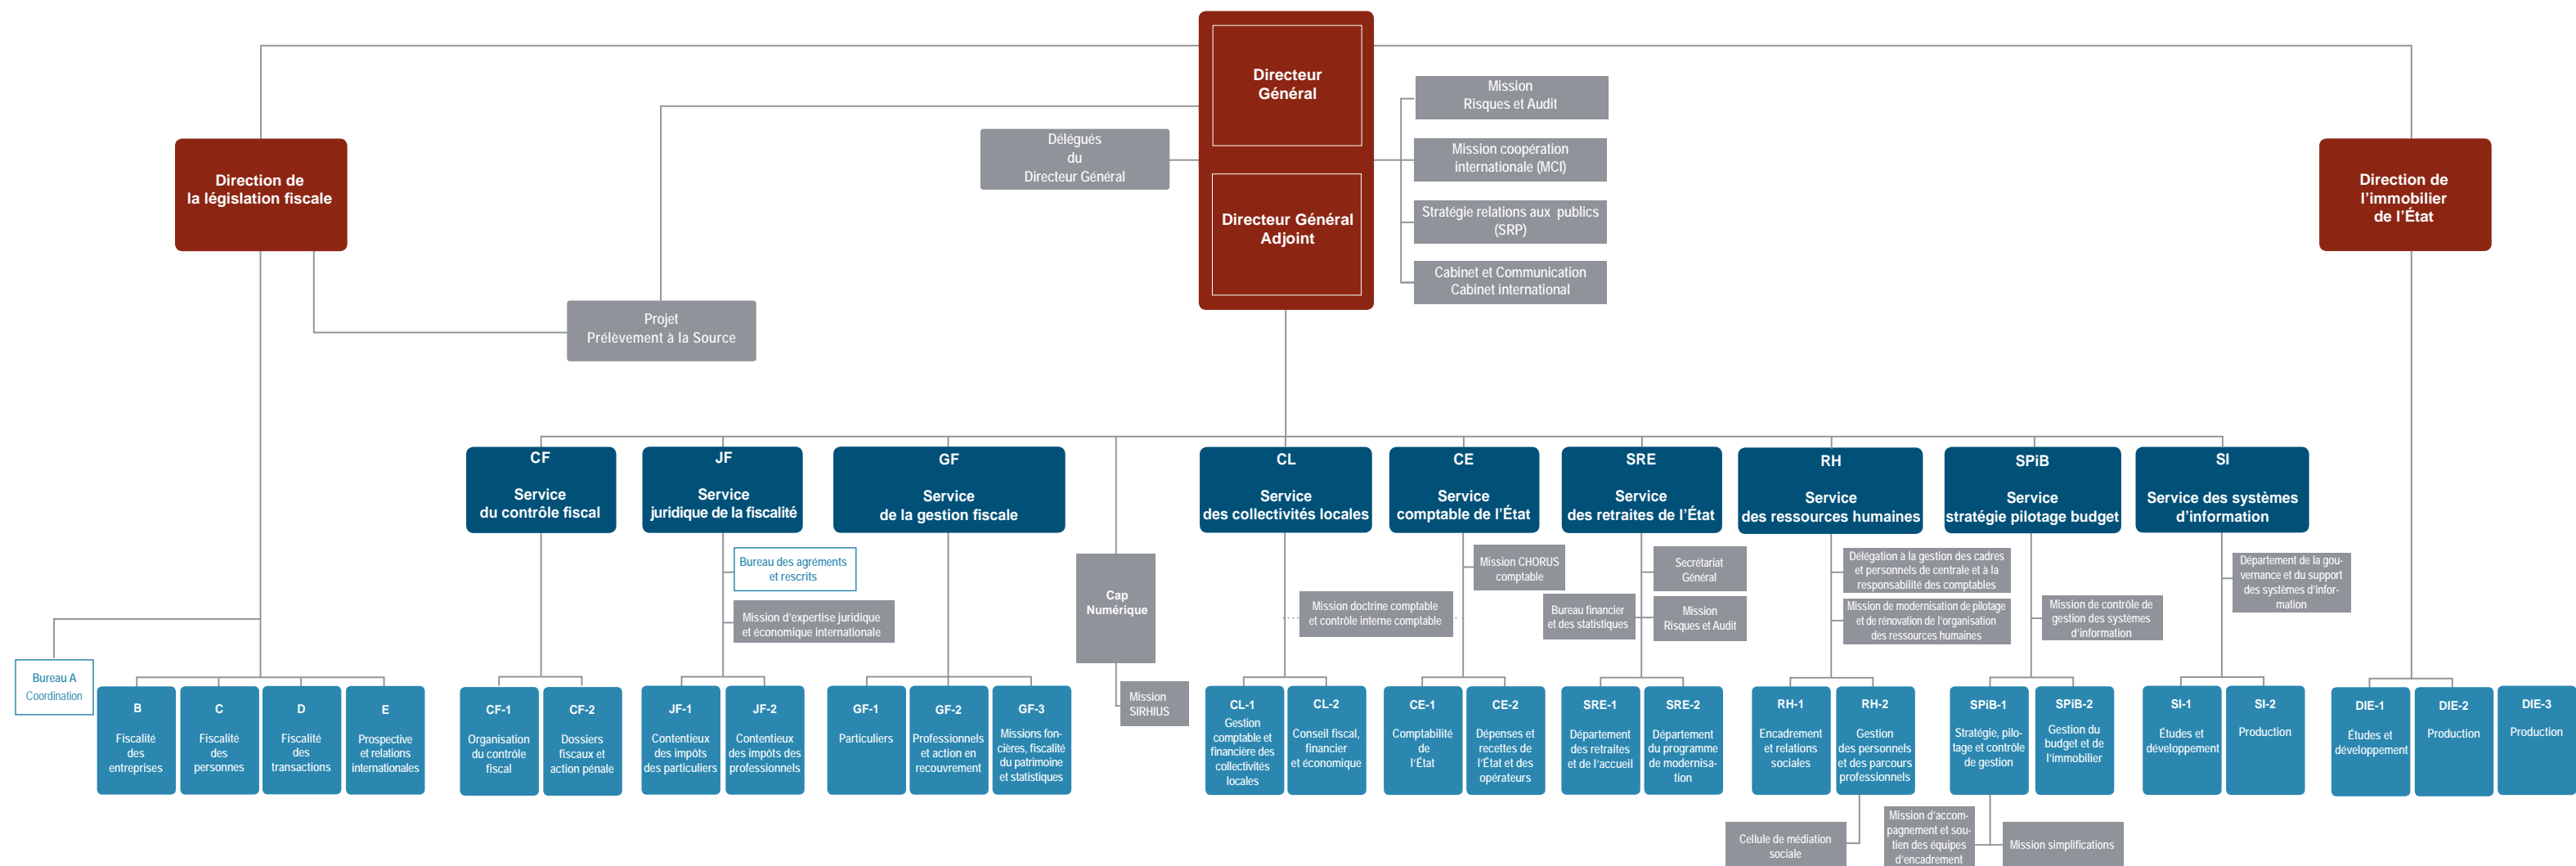 Directeur
Général
Directeur Général
Adjoint
Délégués
du
Directeur Général
Mission
Risques et Audit
Mission coopération
internationale (MCI)
Stratégie relations aux publics
(SRP)
Cabinet et Communication
Cabinet international
Direction de
la législation fiscale
Direction de
l'immobilier
de l'État
Projet
Prélèvement à la Source
CF
Service
du contrôle fiscal
JF
Service
juridique de la fiscalité
GF
Service
de la gestion fiscale
CL
Service
des collectivités locales
CE
Service
comptable de l'État
SRE
Service
des retraites de l'État
RH
Service
des ressources humaines
SPiB
Service
stratégie pilotage budget
SI
Service des systèmes
d'information
Bureau des agréments
et rescrits
Mission d'expertise juridique
et économique internationale
Cap
Numérique
Mission
SIRHIUS
Mission doctrine comptable
et contrôle interne comptable
Mission CHORUS
comptable
Secrétariat
Général
Bureau financier
et des statistiques
Mission
Risques et Audit
Délégation à la gestion des cadres
et personnels de centrale et à la
responsabilité des comptables
Mission de modernisation de pilotage
et de rénovation de l'organisation
des ressources humaines
Mission de contrôle de
gestion des systèmes
d'information
Département de la gou-
vernance et du support
des systèmes d'infor-
mation
Bureau A
Coordination
B
Fiscalité
des
entreprises
C
Fiscalité
des
personnes
D
Fiscalité
des
transactions
E
Prospective
et relations
internationales
CF-1
Organisation
du contrôle
fiscal
CF-2
Dossiers
fiscaux et
action pénale
JF-1
Contentieux
des impôts
des particuliers
JF-2
Contentieux
des impôts des
professionnels
GF-1
Particuliers
GF-2
Professionnels
et action en
recouvrement
GF-3
Missions fon-
cières, fiscalité
du patrimoine
et statistiques
CL-1
Gestion
comptable et
financière des
collectivités
locales
CL-2
Conseil fiscal,
financier
et économique
CE-1
Comptabilité
de
l'État
CE-2
Dépenses et
recettes de
l'État et des
opérateurs
SRE-1
Département
des retraites
et de l'accueil
SRE-2
Département
du programme
de modernisa-
tion
RH-1
Encadrement
et relations
sociales
RH-2
Gestion
des personnels
et des parcours
professionnels
SPiB-1
Stratégie, pilo-
tage et contrôle
de gestion
SPiB-2
Gestion du
budget et de
l'immobilier
SI-1
Études et
développement
SI-2
Production
DIE-1
Études et
développement
DIE-2
Production
DIE-3
Production
Cellule de médiation
sociale
Mission d'accom-
pagnement et sou-
tien des équipes
d'encadrement
Mission simplifications